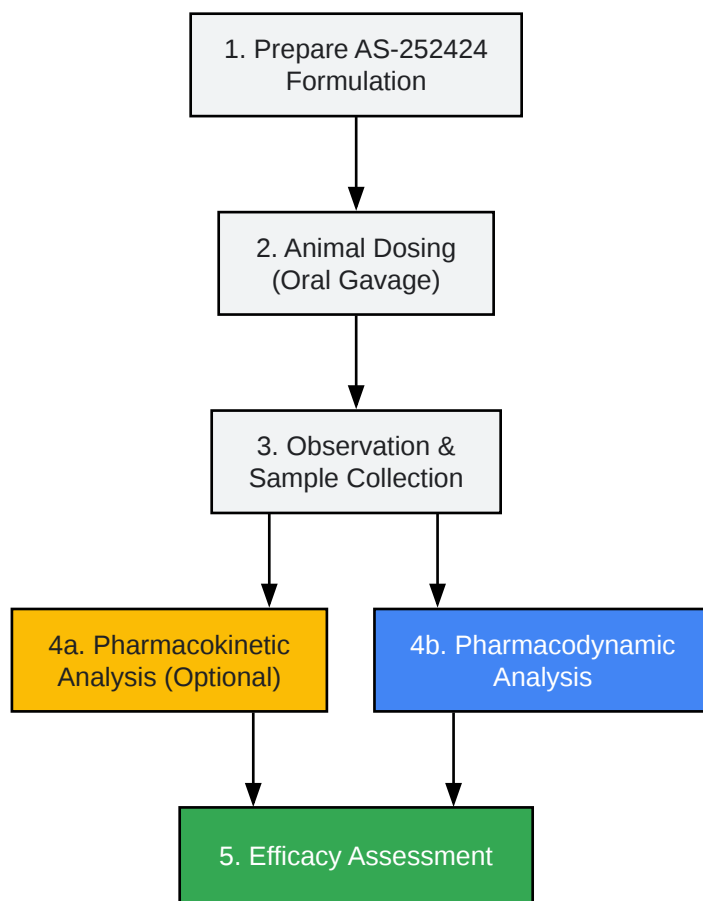 1. Prepare AS-252424
Formulation
2. Animal Dosing
(Oral Gavage)
3. Observation &
Sample Collection
4a. Pharmacokinetic
Analysis (Optional)
4b. Pharmacodynamic
Analysis
5. Efficacy Assessment